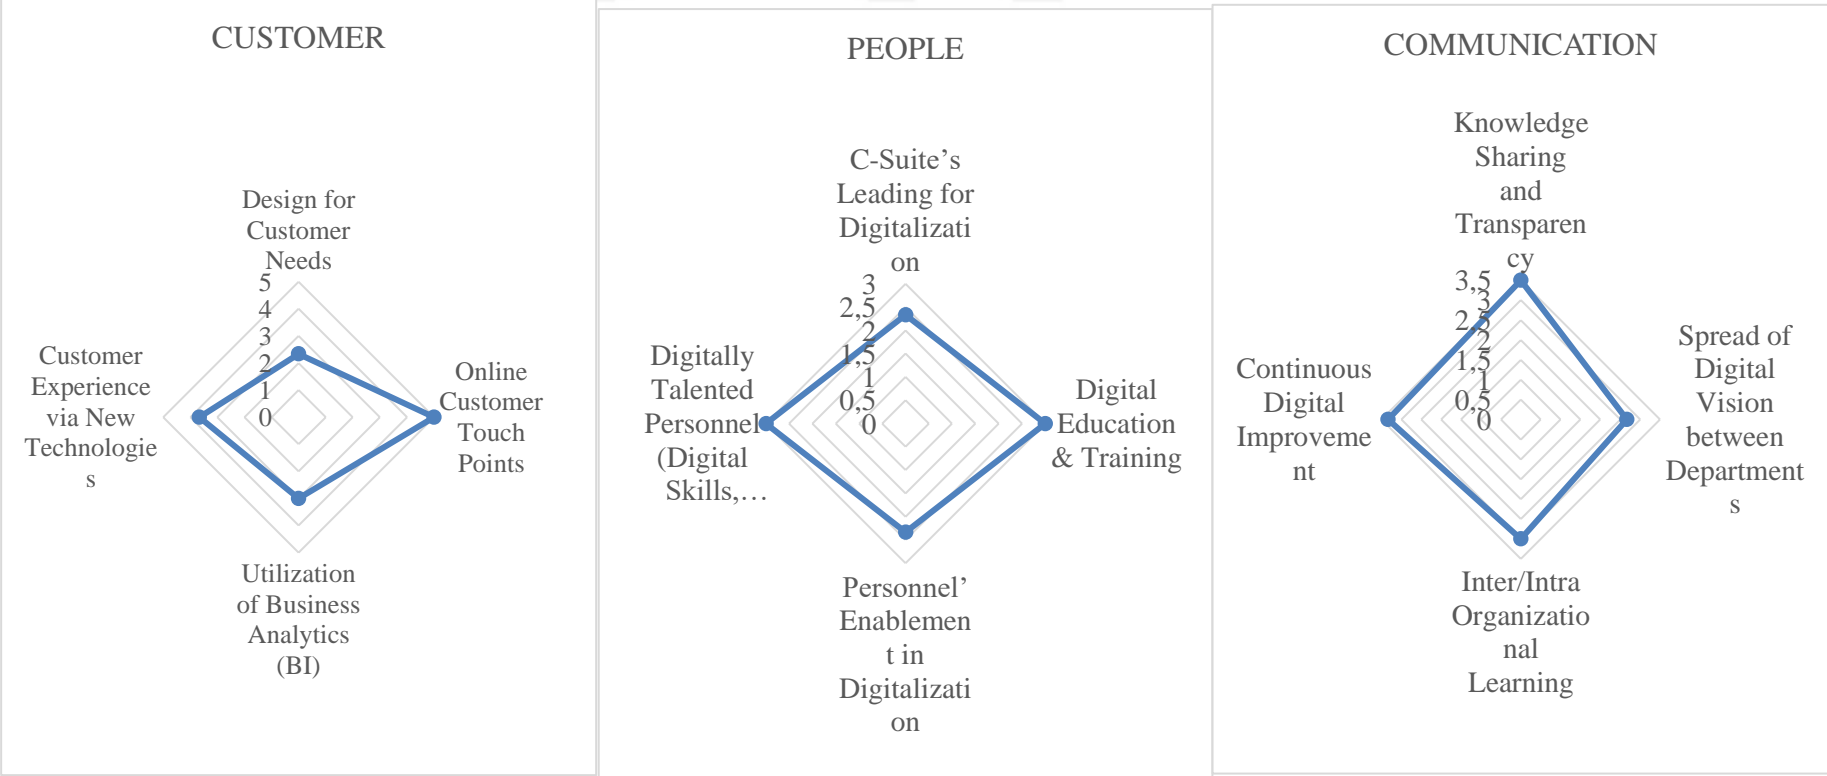 CUSTOMER
Design for
Customer
Needs
5
4
3
2
1
0
Online
Customer
Touch
Points
Utilization
of Business
Analytics
(BI)
Customer
Experience
via New
Technologie
s
PEOPLE
C-Suite’s
Leading for
Digitalizati
on
3
2,5
2
1,5
1
0,5
0
Digital
Education
& Training
Personnel’
Enablemen
t in
Digitalizati
on
Digitally
Talented
Personnel
(Digital
Skills,…
COMMUNICATION
Knowledge
Sharing
and
Transparen
cy
3,5
3
2,5
2
1,5
1
0,5
0
Spread of
Digital
Vision
between
Department
s
Inter/Intra
Organizatio
nal
Learning
Continuous
Digital
Improveme
nt